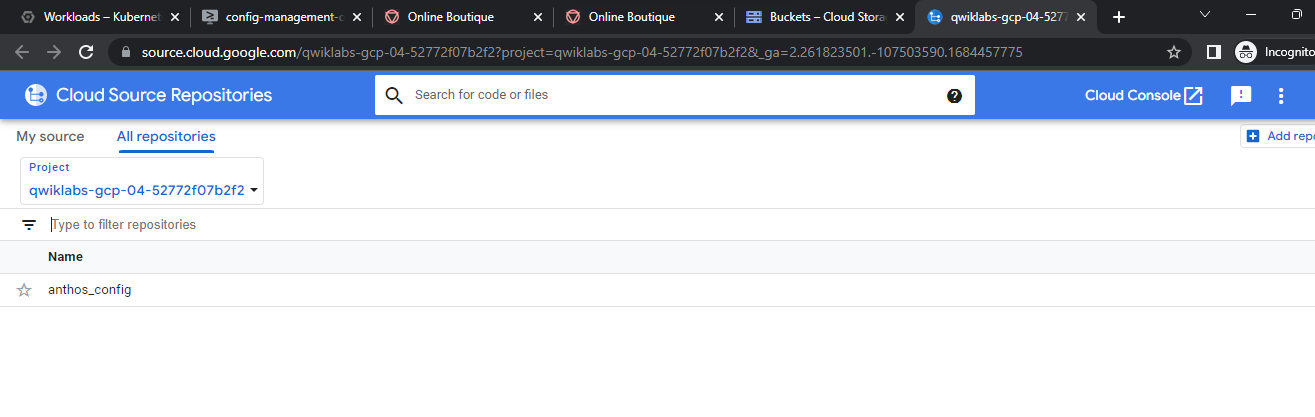 Workloads – Kubernet
config-management-c
Online Boutique
Online Boutique
Buckets – Cloud Stora
qwiklabs-gcp-04-5277
source.cloud.google.com/qwiklabs-gcp-04-52772f07b2f2?project=qwiklabs-gcp-04-52772f07b2f2&_ga=2.261823501.-107503590.1684457775
Incognito
Cloud Source Repositories
Search for code or files
Cloud Console
My source
All repositories
Add repo
Project
qwiklabs-gcp-04-52772f07b2f2
Type to filter repositories
Name
anthos_config